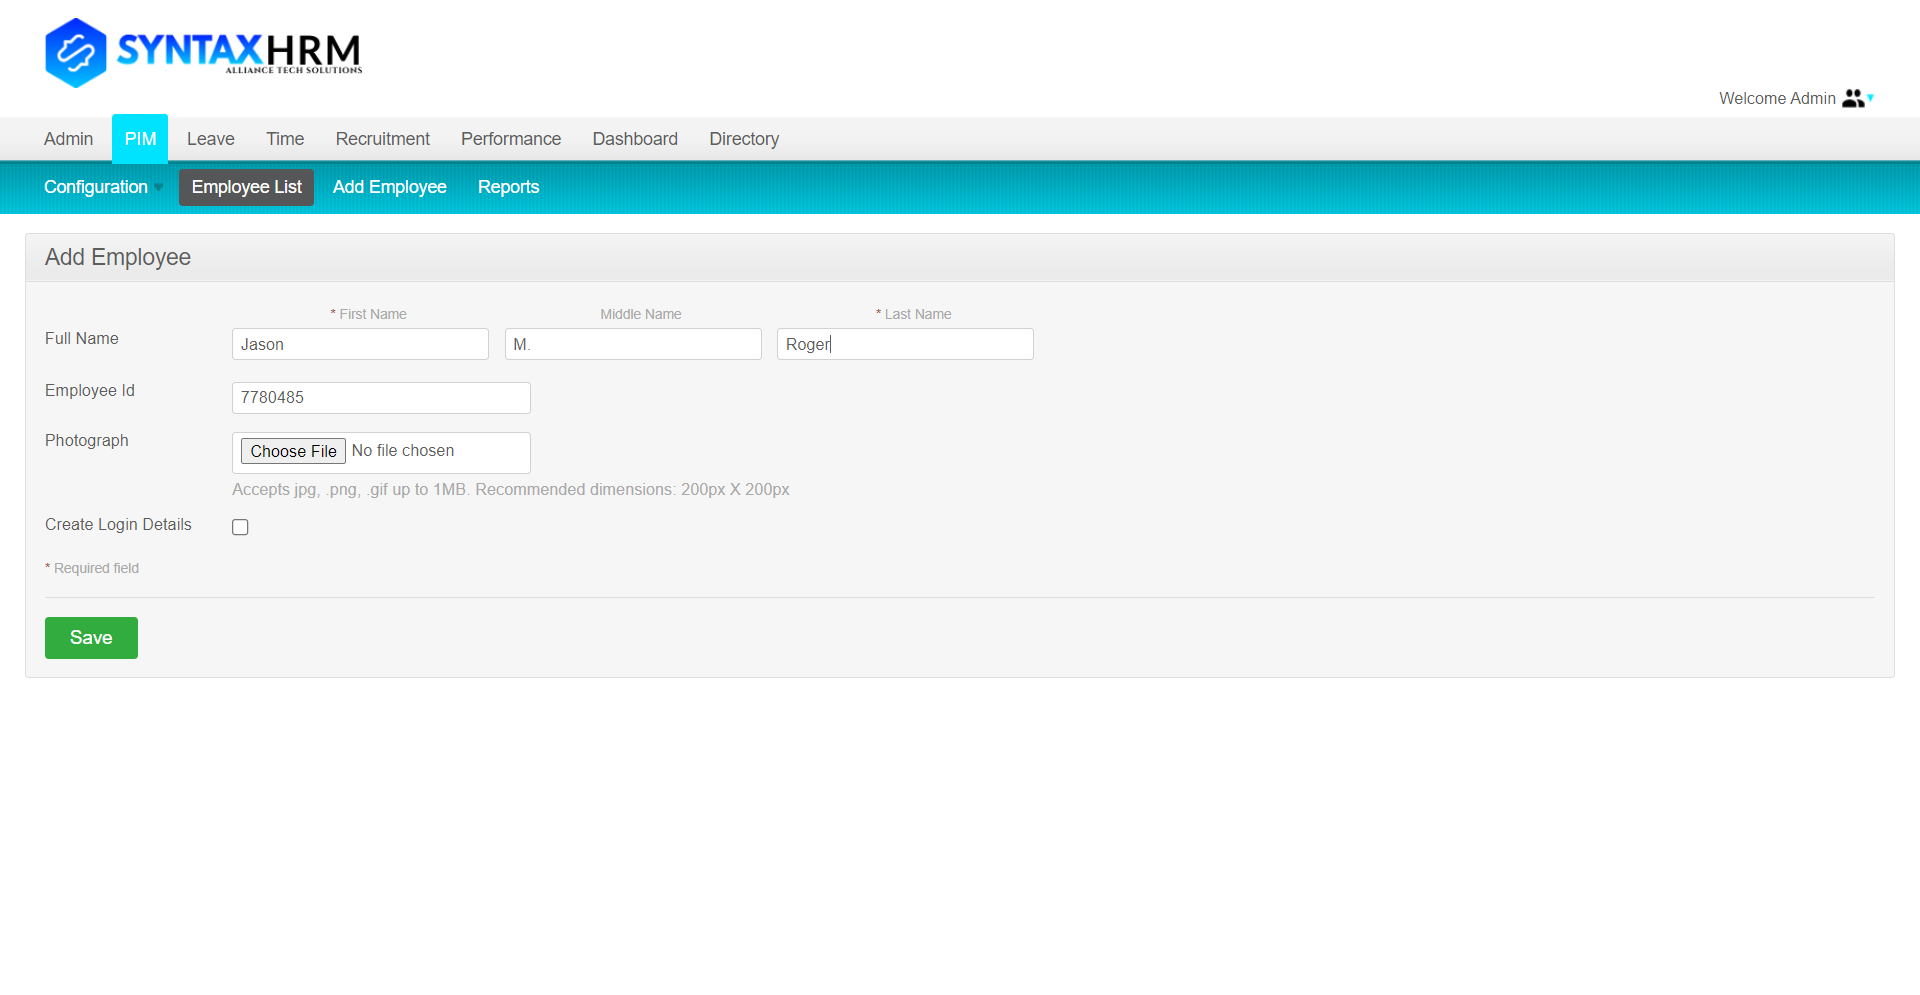 SYNTAXHRM
ALLIANCE TECH SOLUTIONS
Welcome Admin
Admin PIM Leave Time Recruitment Performance Dashboard Directory
Configuration Employee List Add Employee Reports
Add Employee
* First Name Middle Name * Last Name
Full Name Jason M. Roger
Employee Id 7780485
Photograph Choose File No file chosen
Accepts jpg, .png, .gif up to 1MB. Recommended dimensions: 200px X 200px
Create Login Details
* Required field
Save